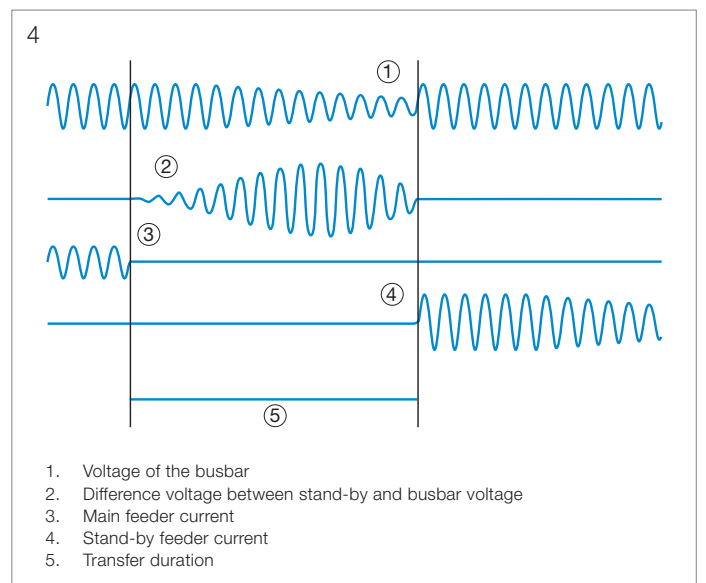 4
①
②
③
④
⑤
1. Voltage of the busbar
2. Difference voltage between stand-by and busbar voltage
3. Main feeder current
4. Stand-by feeder current
5. Transfer duration